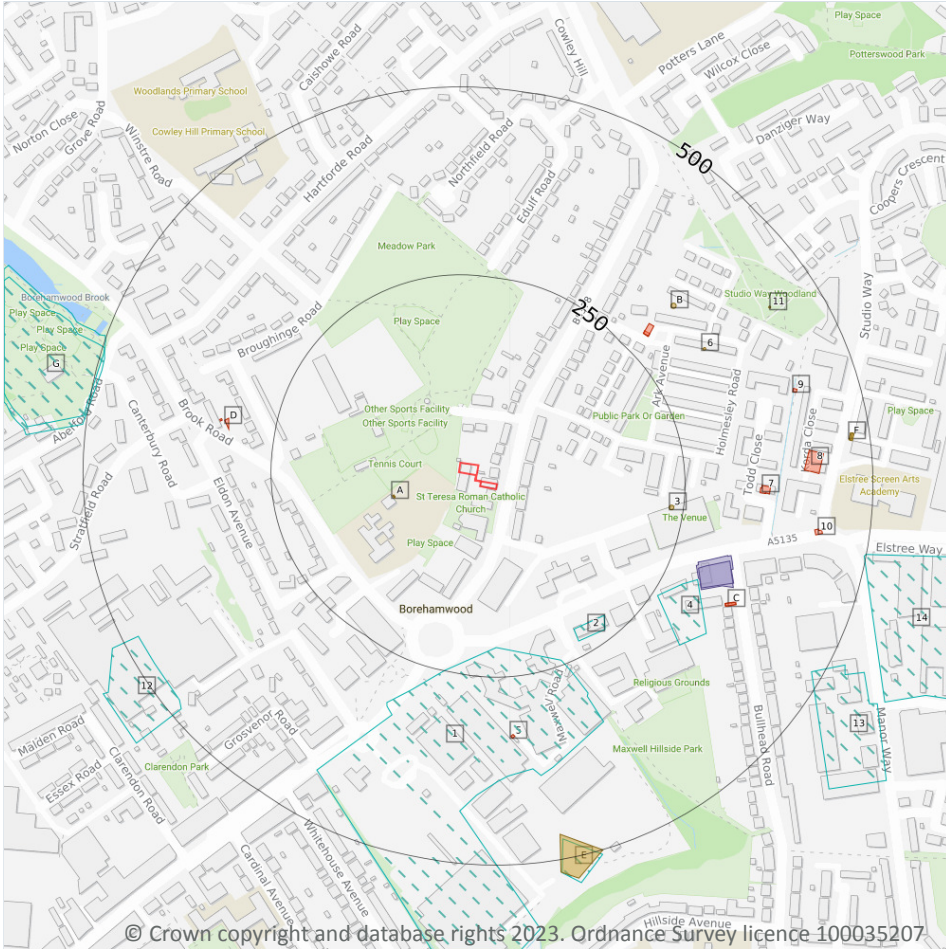 Play Space
Potterswood Park
Cowley Hill
Potters Lane
Wilcox Close
Caishowe Road
Woodlands Primary School
Norton Close
Grove Road
Cowley Hill Primary School
Winstre Road
Danziger Way
500
Hartforde Road
Northfield Road
Edulf Road
Coopers Crescent
Meadow Park
Borehamwood Brook
Play Space
Play Space
Play Space
G
Studio Way Woodland
11
Studio Way
B
250
Play Space
6
Broughinge Road
Ark Avenue
Holmesley Road
9
Aberford Road
Canterbury Road
Brook Road
D
Other Sports Facility
Other Sports Facility
Public Park Or Garden
Korda Close
F
Play Space
Todd Close
8
Tennis Court
A
St Teresa Roman Catholic
Church
7
Elstree Screen Arts
Academy
Stratfield Road
Eldon Avenue
3
The Venue
10
A5135
Elstree Way
Play Space
Borehamwood
C
4
2
14
12
Religious Grounds
Maxwell Road
1
5
Maxwell Hillside Park
Bullhead Road
13
Manor Way
Maiden Road
Grosvenor
Road
Clarendon Park
Essex Road
Clarendon Road
Whitehouse Avenue
Cardinal Avenue
E
Hillside Avenue
© Crown copyright and database rights 2023. Ordnance Survey licence 100035207